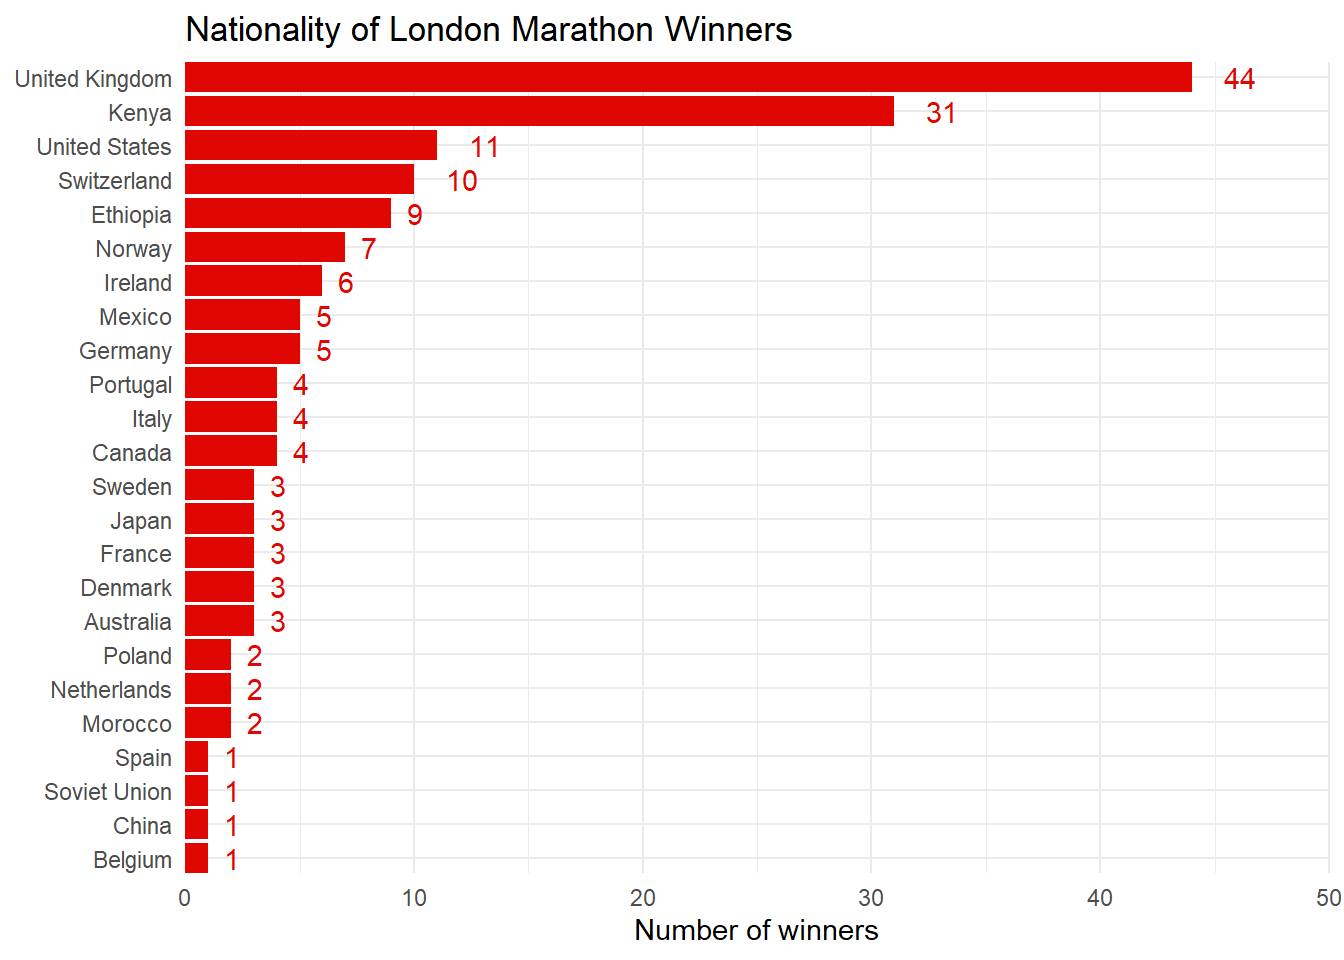 Nationality of London Marathon Winners
United Kingdom 44
Kenya 31
United States 11
Switzerland 10
Ethiopia 9
Norway 7
Ireland 6
Mexico 5
Germany 5
Portugal 4
Italy 4
Canada 4
Sweden 3
Japan 3
France 3
Denmark 3
Australia 3
Poland 2
Netherlands 2
Morocco 2
Spain 1
Soviet Union 1
China 1
Belgium 1
0 10 20 30 40 50
Number of winners